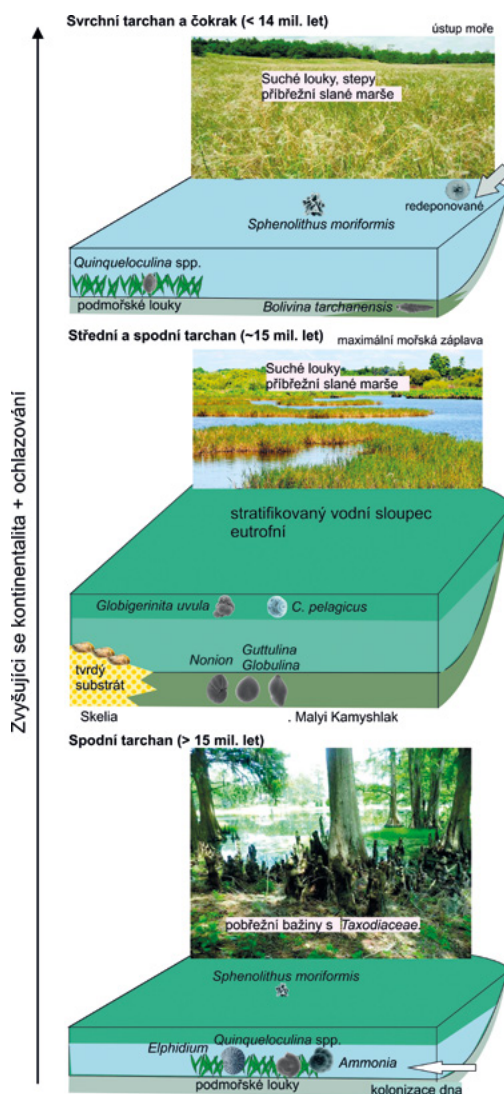 Svrchní tarchan a čokrak (< 14 mil. let)
ústup moře
Suché louky, stepy
příbřežní slané marše
redeponované
Sphenolithus moriformis
Quinqueloculina spp.
podmořské louky
Bolivina tarchanensis
Střední a spodní tarchan (~15 mil. let)
maximální mořská záplava
Suché louky
příbřežní slané marše
stratifikovaný vodní sloupec
eutrofní
Globigerinita uvula
C. pelagicus
tvrdý
substrát
Nonion
Guttulina
Globulina
Skelia
. Malyi Kamyshlak
Spodní tarchan (> 15 mil. let)
pobřežní bažiny s Taxodiaceae.
Sphenolithus moriformis
Quinqueloculina spp.
Elphidium
Ammonia
podmořské louky
kolonizace dna
Zvyšující se kontinentalita + ochlazování